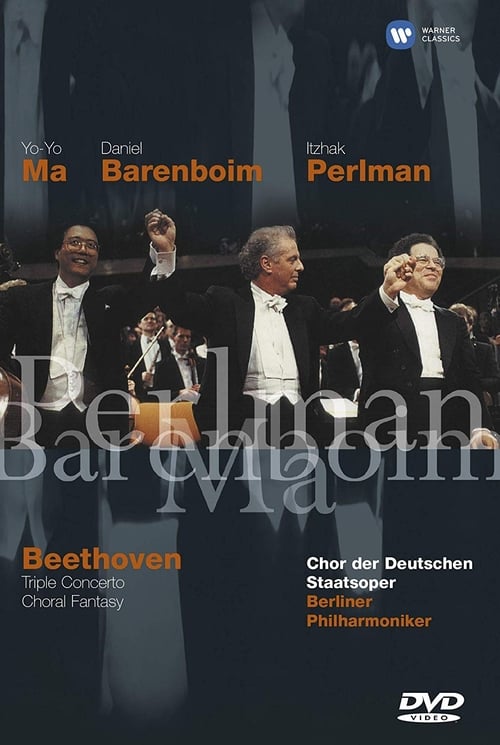 WARNER
CLASSICS
Yo-Yo
Ma
Daniel
Barenboim
Itzhak
Perlman
Perlman
Barenboim
Ma
Beethoven
Triple Concerto
Choral Fantasy
Chor der Deutschen
Staatsoper
Berliner
Philharmoniker
DVD
VIDEO